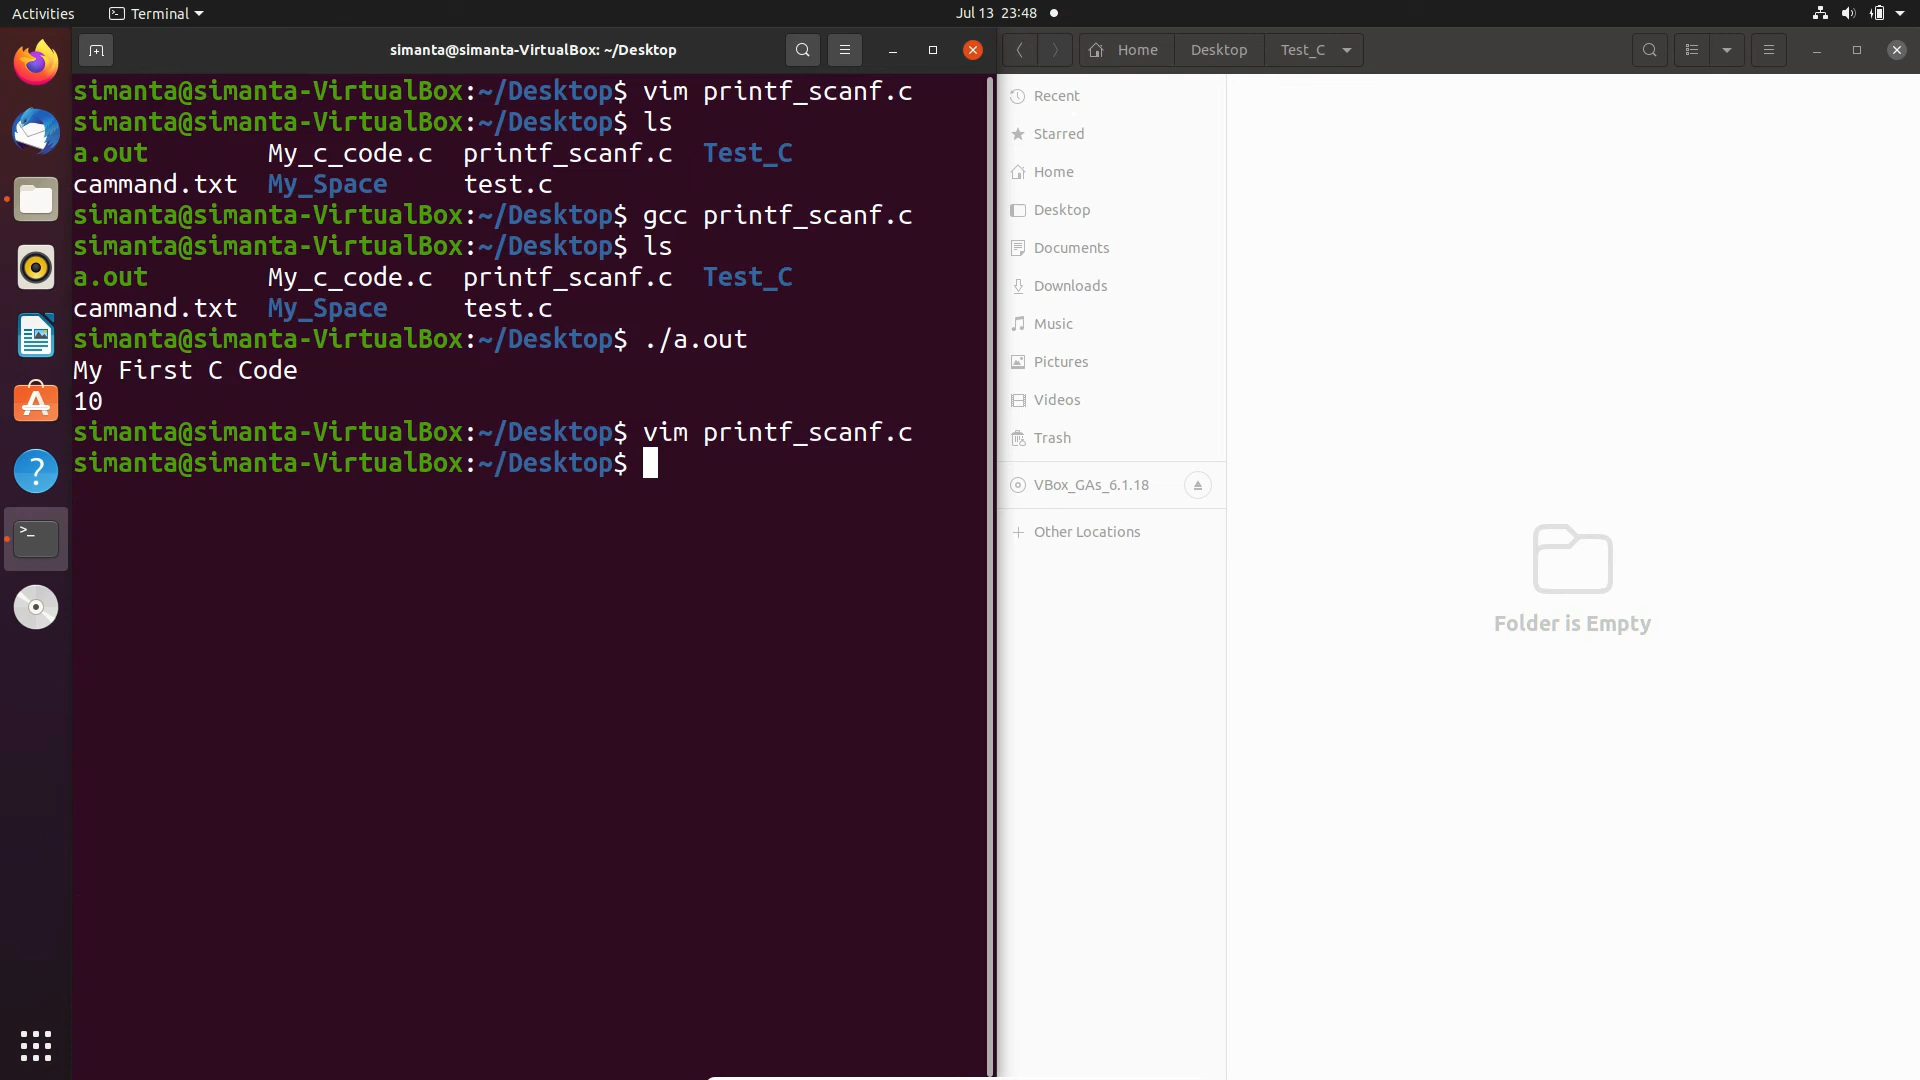 Activities
Terminal
Jul 13 23:48
simanta@simanta-VirtualBox: ~/Desktop
simanta@simanta-VirtualBox:~/Desktop$ vim printf_scanf.c
simanta@simanta-VirtualBox:~/Desktop$ ls
a.out My_c_code.c printf_scanf.c Test_C
cammand.txt My_Space test.c
simanta@simanta-VirtualBox:~/Desktop$ gcc printf_scanf.c
simanta@simanta-VirtualBox:~/Desktop$ ls
a.out My_c_code.c printf_scanf.c Test_C
cammand.txt My_Space test.c
simanta@simanta-VirtualBox:~/Desktop$ ./a.out
My First C Code
10
simanta@simanta-VirtualBox:~/Desktop$ vim printf_scanf.c
simanta@simanta-VirtualBox:~/Desktop$
Home Desktop Test_C
Recent
Starred
Home
Desktop
Documents
Downloads
Music
Pictures
Videos
Trash
VBox_GAs_6.1.18
Other Locations
Folder is Empty